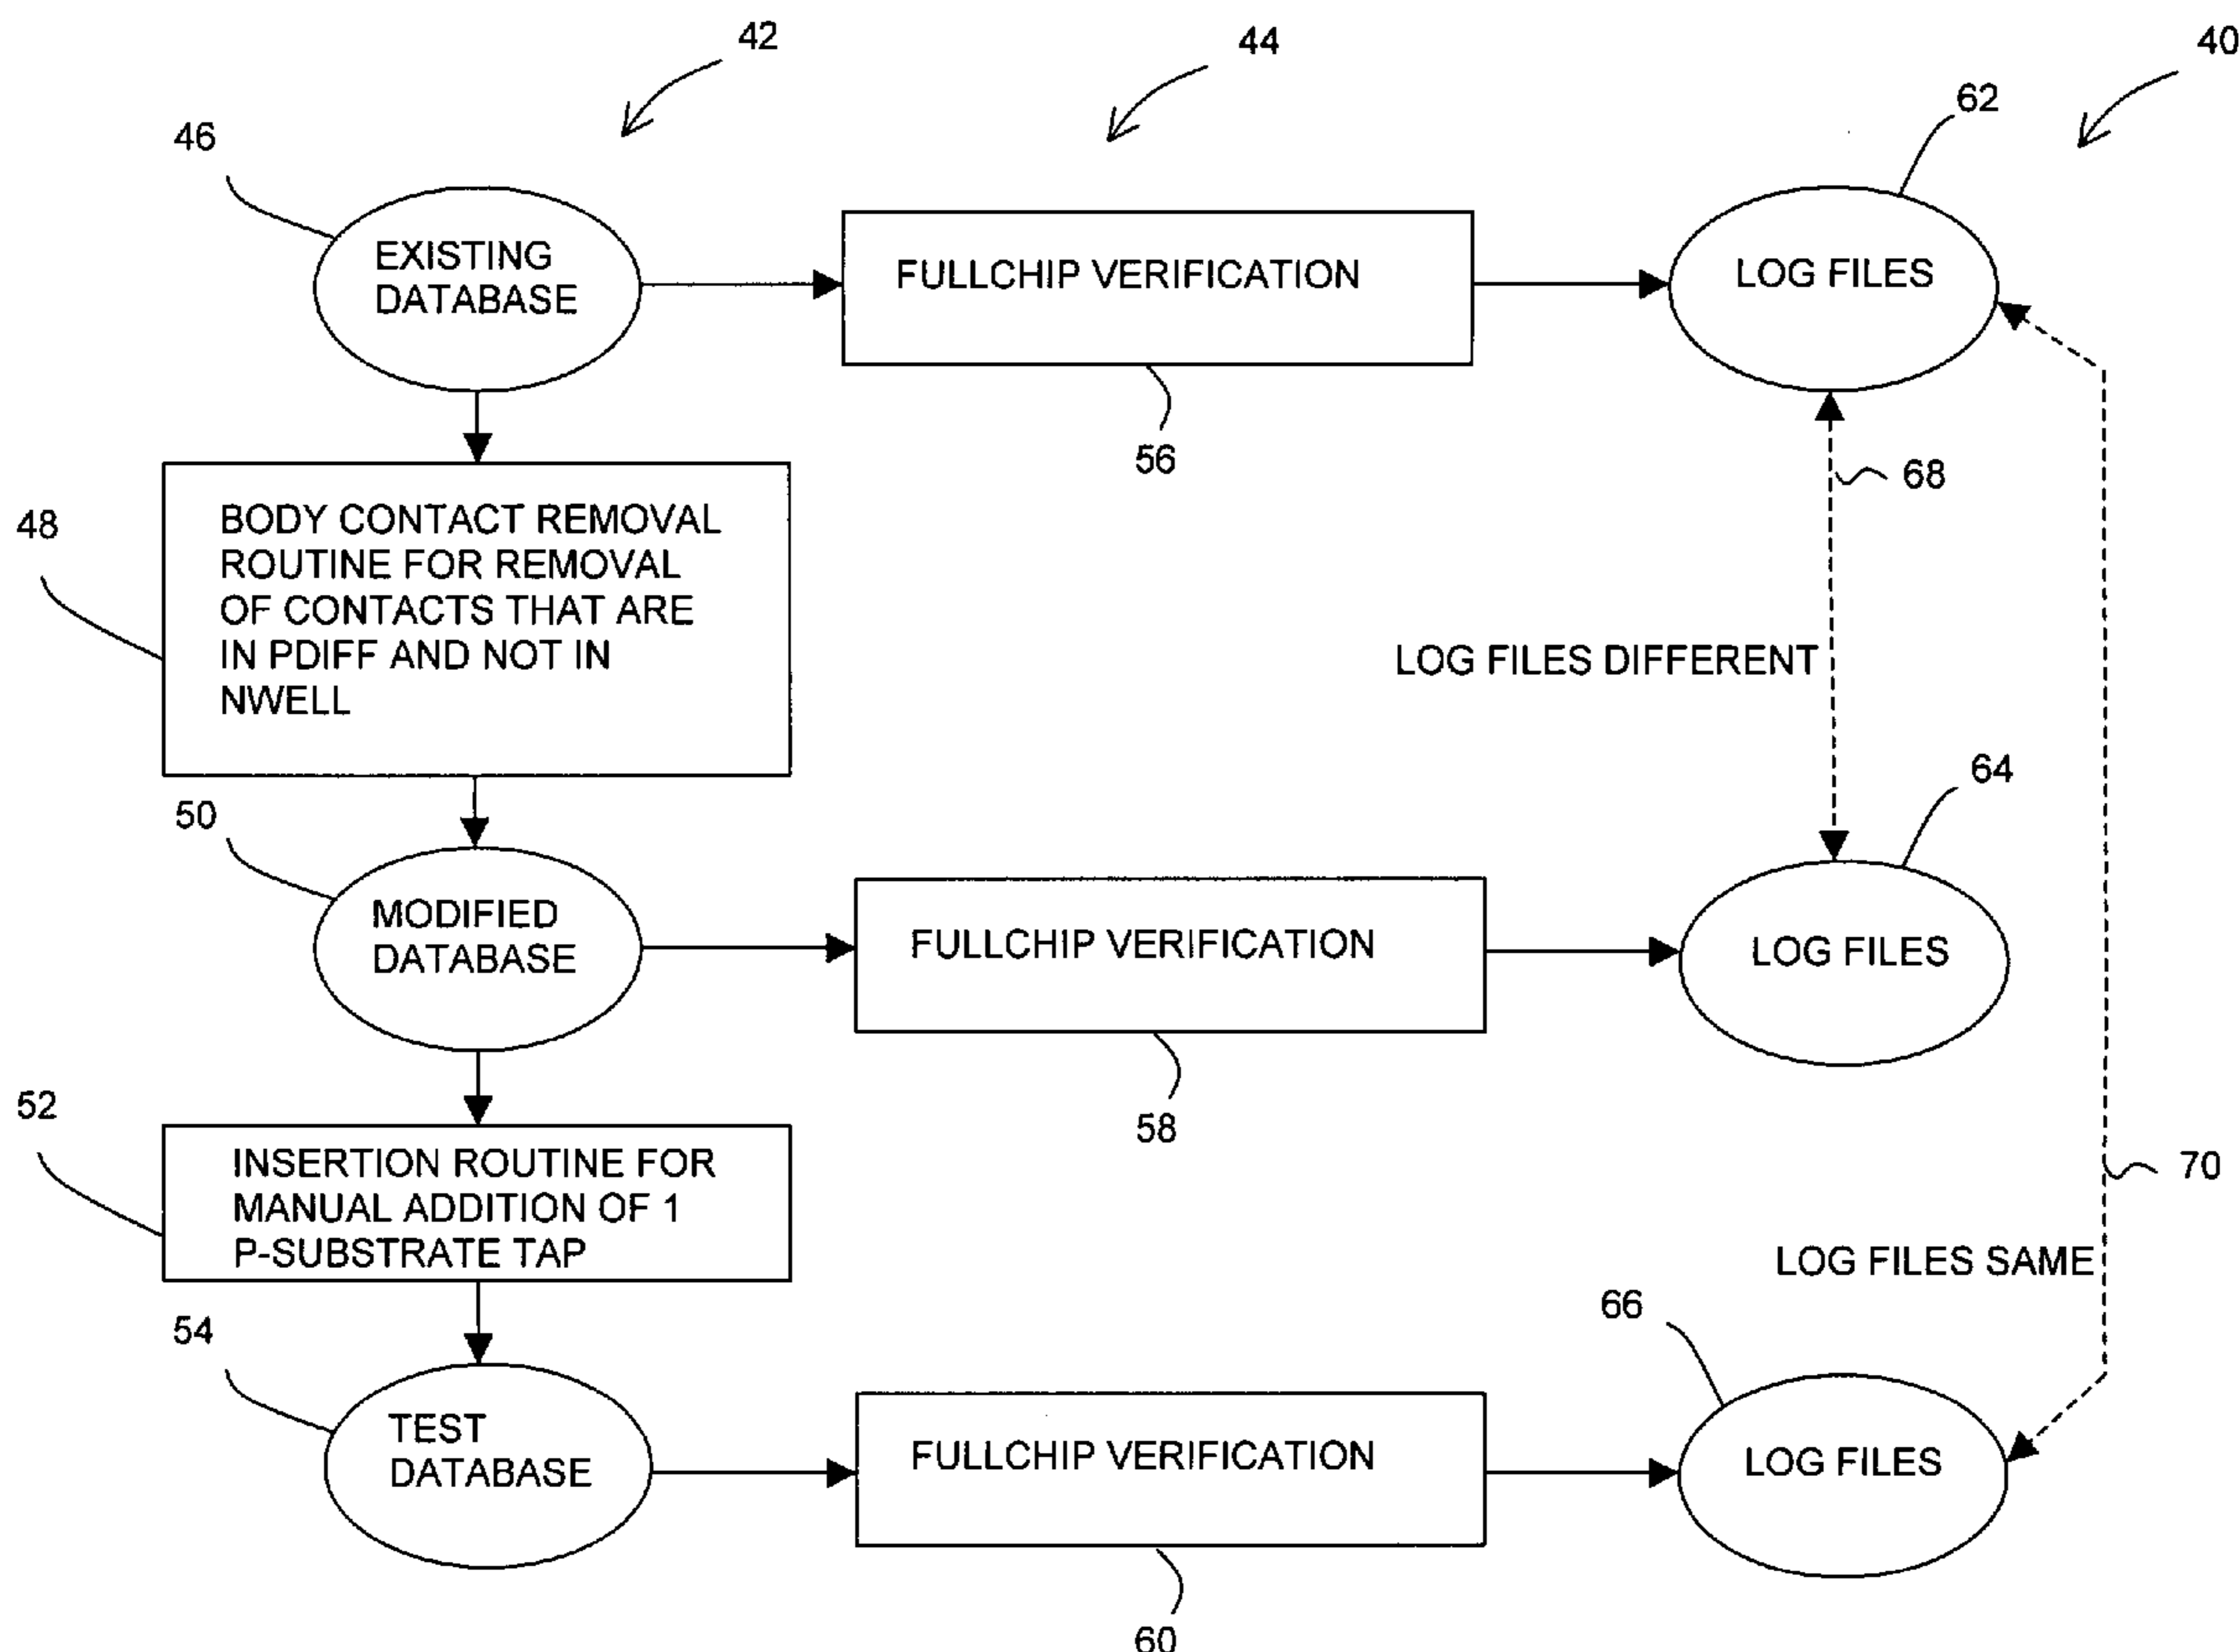 42
44
40
62
46
EXISTING
DATABASE
FULLCHIP VERIFICATION
LOG FILES
56
68
48
BODY CONTACT REMOVAL
ROUTINE FOR REMOVAL
OF CONTACTS THAT ARE
IN PDIFF AND NOT IN
NWELL
LOG FILES DIFFERENT
64
50
MODIFIED
DATABASE
FULLCHIP VERIFICATION
LOG FILES
58
52
INSERTION ROUTINE FOR
MANUAL ADDITION OF 1
P-SUBSTRATE TAP
70
LOG FILES SAME
66
54
TEST
DATABASE
FULLCHIP VERIFICATION
LOG FILES
60